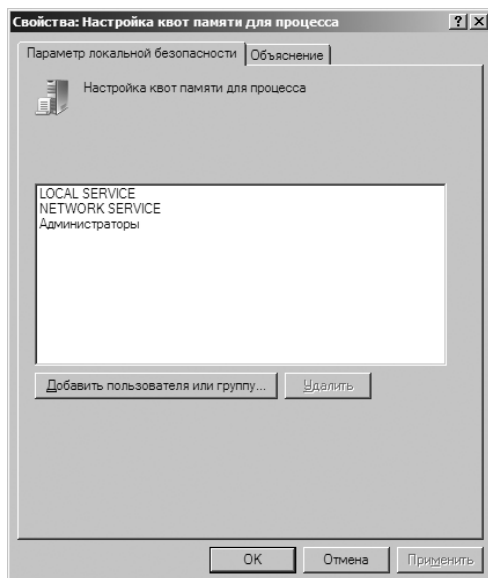 Свойства: Настройка квот памяти для процесса
Параметр локальной безопасности
Объяснение
Настройка квот памяти для процесса
LOCAL SERVICE
NETWORK SERVICE
Администраторы
Добавить пользователя или группу...
Удалить
OK
Отмена
Применить